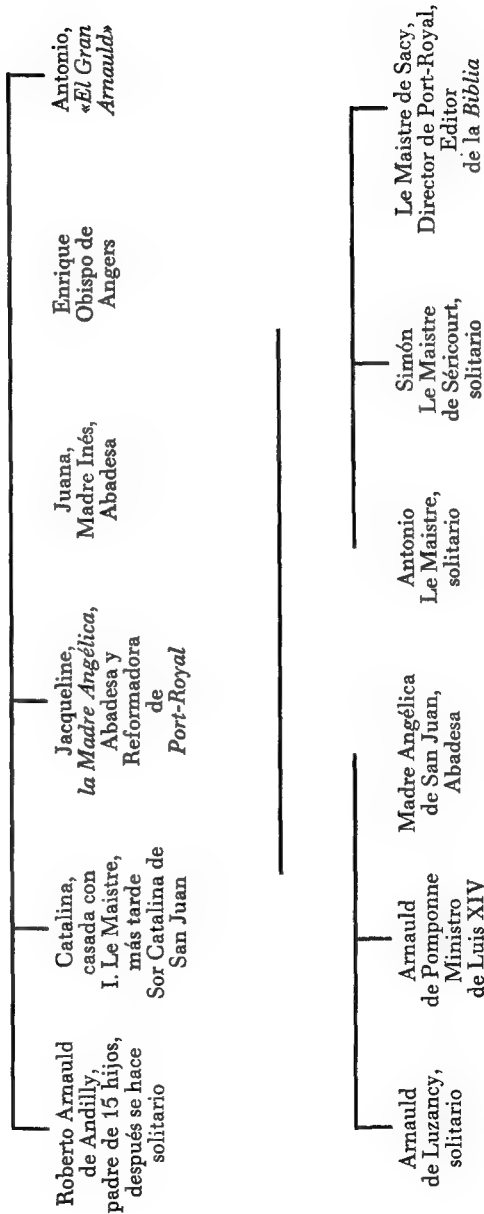 Roberto Arnauld
de Andilly,
padre de 15 hijos,
después se hace
solitario
Catalina,
casada con
I. Le Maistre,
más tarde
Sor Catalina de
San Juan
Jacqueline,
la Madre Angélica,
Abadesa y
Reformadora
de
Port-Royal
Juana,
Madre Inés,
Abadesa
Enrique
Obispo de
Angers
Antonio,
«El Gran
Arnauld»
Arnauld
de Luzancy,
solitario
Arnauld
de Pomponne
Ministro
de Luis XIV
Madre Angélica
de San Juan,
Abadesa
Antonio
Le Maistre,
solitario
Simón
Le Maistre
de Séricourt,
solitario
Le Maistre de Sacy,
Director de Port-Royal,
Editor
de la Biblia